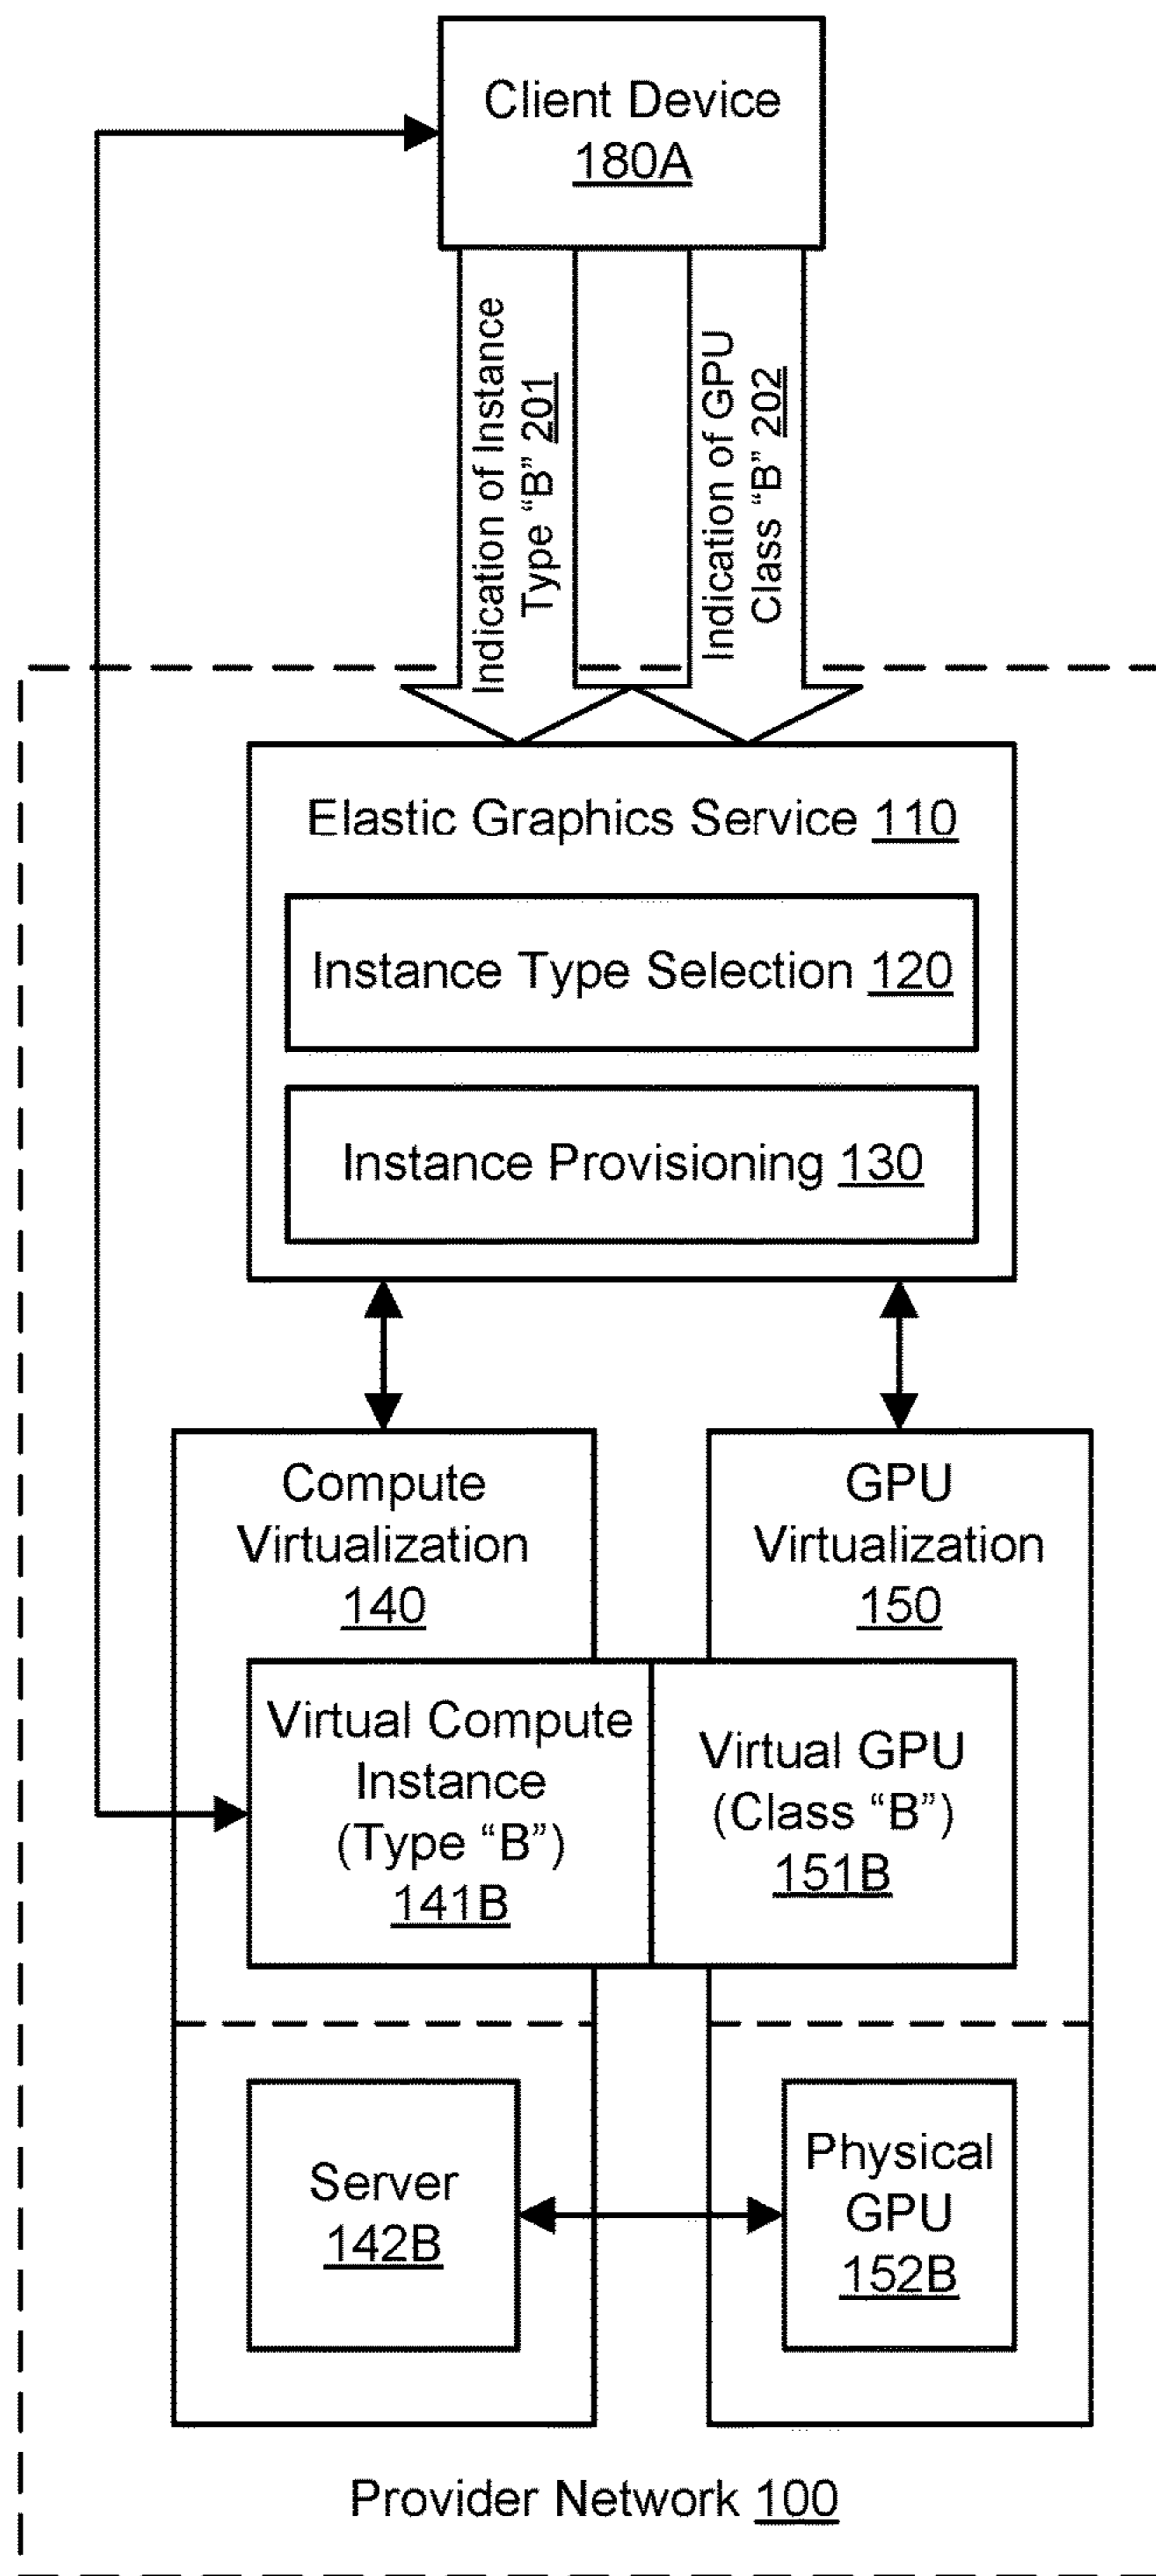 Client Device
180A
Indication of Instance
Type “B” 201
Indication of GPU
Class “B” 202
Elastic Graphics Service 110
Instance Type Selection 120
Instance Provisioning 130
Compute
Virtualization
140
GPU
Virtualization
150
Virtual Compute
Instance
(Type “B”)
141B
Virtual GPU
(Class “B”)
151B
Server
142B
Physical
GPU
152B
Provider Network 100